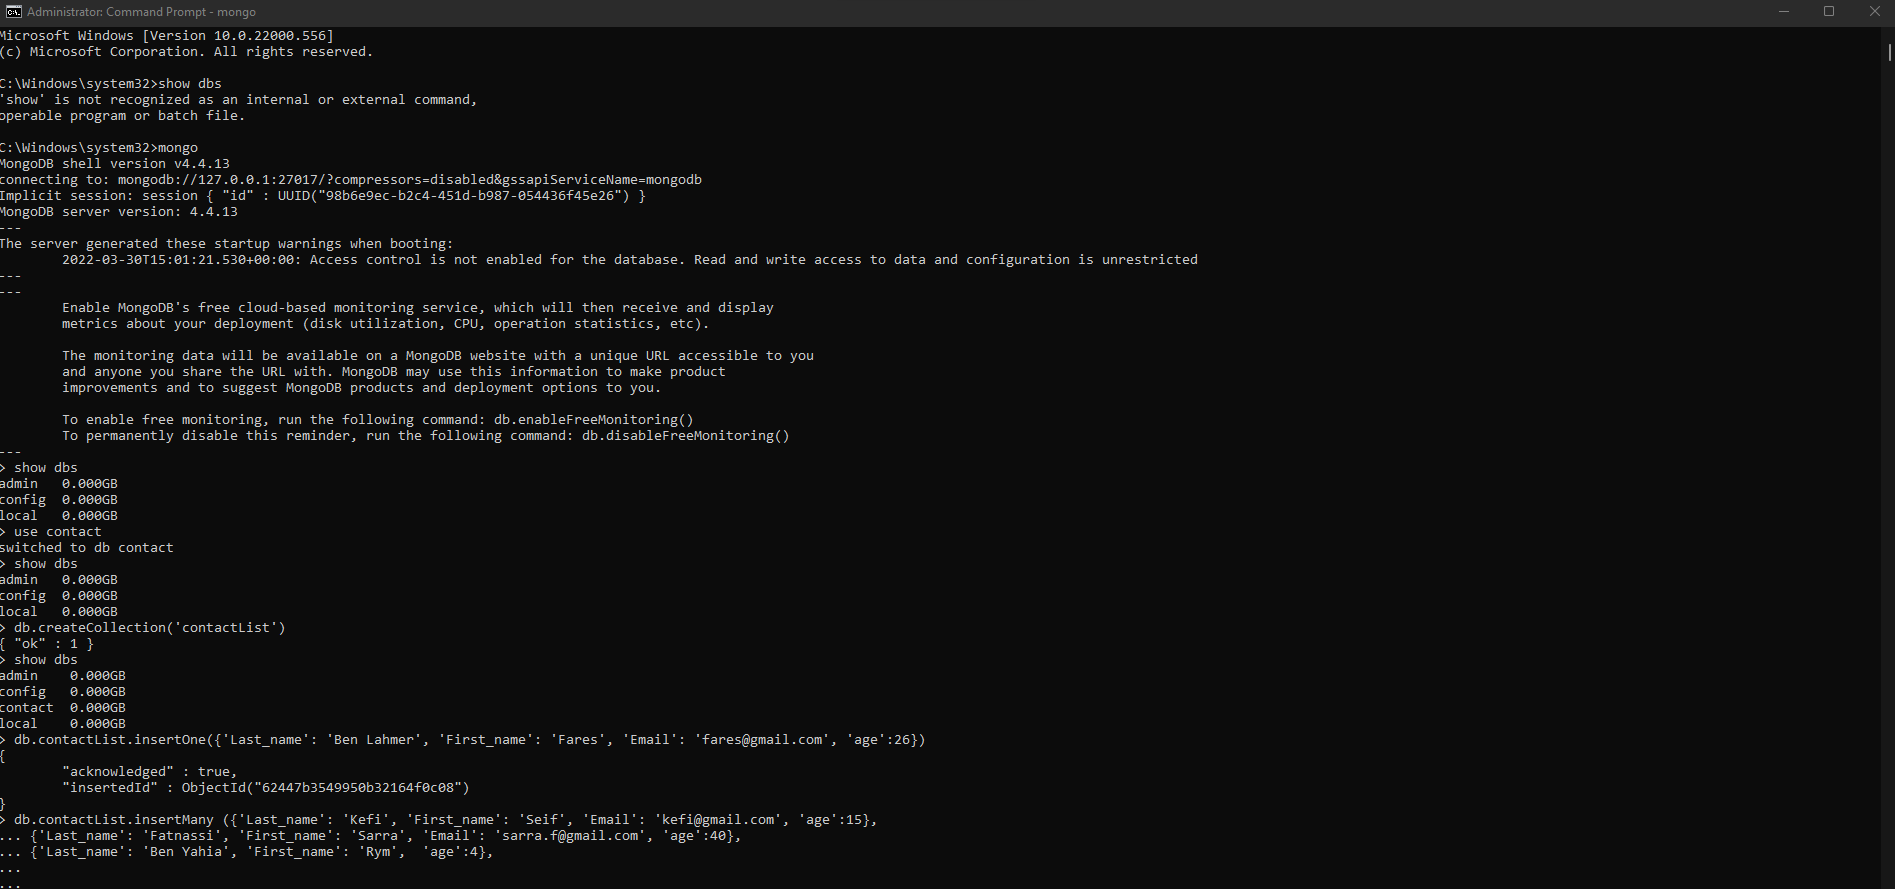 Administrator: Command Prompt - mongo
Microsoft Windows [Version 10.0.22000.556]
(c) Microsoft Corporation. All rights reserved.
C:\Windows\system32>show dbs
'show' is not recognized as an internal or external command,
operable program or batch file.
C:\Windows\system32>mongo
MongoDB shell version v4.4.13
connecting to: mongodb://127.0.0.1:27017/?compressors=disabled&gssapiServiceName=mongodb
Implicit session: session { "id" : UUID("98b6e9ec-b2c4-451d-b987-054436f45e26") }
MongoDB server version: 4.4.13
---
The server generated these startup warnings when booting:
        2022-03-30T15:01:21.530+00:00: Access control is not enabled for the database. Read and write access to data and configuration is unrestricted
---
---
        Enable MongoDB's free cloud-based monitoring service, which will then receive and display
        metrics about your deployment (disk utilization, CPU, operation statistics, etc).
        The monitoring data will be available on a MongoDB website with a unique URL accessible to you
        and anyone you share the URL with. MongoDB may use this information to make product
        improvements and to suggest MongoDB products and deployment options to you.
        To enable free monitoring, run the following command: db.enableFreeMonitoring()
        To permanently disable this reminder, run the following command: db.disableFreeMonitoring()
---
> show dbs
admin   0.000GB
config  0.000GB
local   0.000GB
> use contact
switched to db contact
> show dbs
admin   0.000GB
config  0.000GB
local   0.000GB
> db.createCollection('contactList')
{ "ok" : 1 }
> show dbs
admin    0.000GB
config   0.000GB
contact  0.000GB
local    0.000GB
> db.contactList.insertOne({'Last_name': 'Ben Lahmer', 'First_name': 'Fares', 'Email': 'fares@gmail.com', 'age':26})
{
        "acknowledged" : true,
        "insertedId" : ObjectId("62447b3549950b32164f0c08")
}
> db.contactList.insertMany ({'Last_name': 'Kefi', 'First_name': 'Seif', 'Email': 'kefi@gmail.com', 'age':15},
... {'Last_name': 'Fatnassi', 'First_name': 'Sarra', 'Email': 'sarra.f@gmail.com', 'age':40},
... {'Last_name': 'Ben Yahia', 'First_name': 'Rym',  'age':4},
...
...